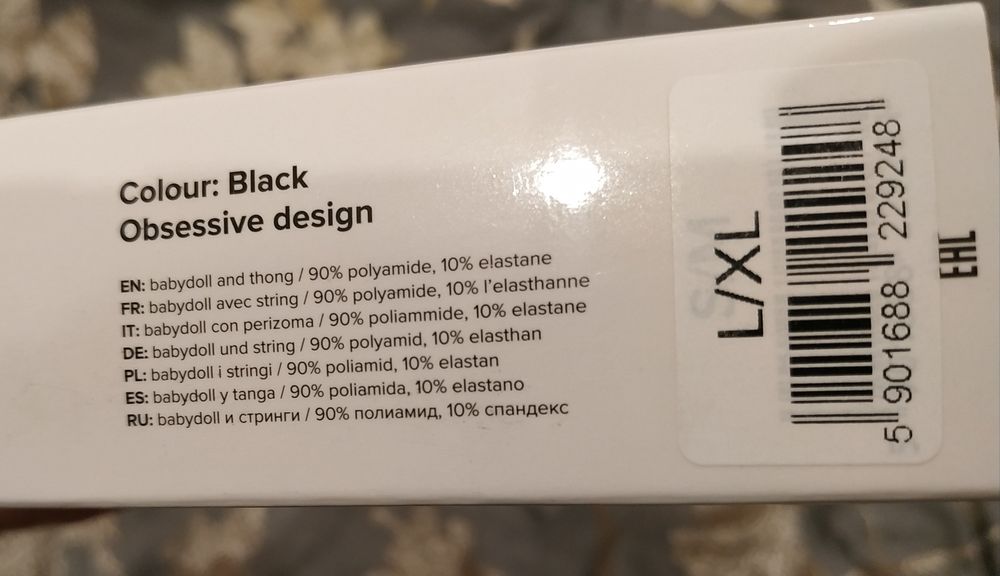 Colour: Black
Obsessive design
EN: babydoll and thong / 90% polyamide, 10% elastane
FR: babydoll avec string / 90% polyamide, 10% l'elasthanne
IT: babydoll con perizoma / 90% poliammide, 10% elastane
DE: babydoll und string / 90% polyamid, 10% elasthan
PL: babydoll i stringi / 90% poliamid, 10% elastan
ES: babydoll y tanga / 90% poliamida, 10% elastano
RU: babydoll и стринги / 90% полиамид, 10% спандекс
S/M
L/XL
5 901688 229248
EAC